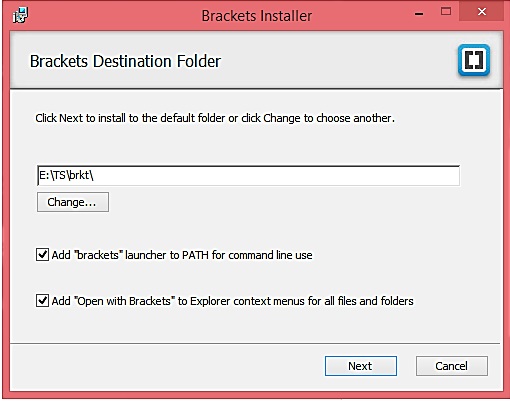 Brackets Installer
Brackets Destination Folder
Click Next to install to the default folder or click Change to choose another.
E:\TS\brkt\
Change...
Add "brackets" launcher to PATH for command line use
Add "Open with Brackets" to Explorer context menus for all files and folders
Next
Cancel